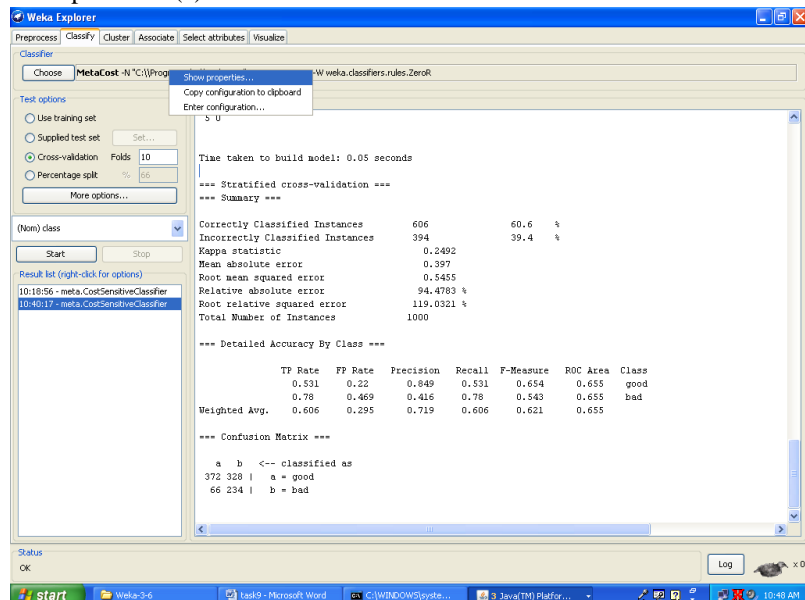 Weka Explorer
Preprocess Classify Cluster Associate Select attributes Visualize
Classifier
Choose MetaCost -N "C:\\Progr -W weka.classifiers.rules.ZeroR
Show properties...
Copy configuration to clipboard
Enter configuration...
Test options
Use training set
Supplied test set Set...
Cross-validation Folds 10
Percentage split % 66
More options...
(Nom) class
Start Stop
Result list (right-click for options)
10:18:56 - meta.CostSensitiveClassifier
10:40:17 - meta.CostSensitiveClassifier
5 0
Time taken to build model: 0.05 seconds
=== Stratified cross-validation ===
=== Summary ===
Correctly Classified Instances 606 60.6 %
Incorrectly Classified Instances 394 39.4 %
Kappa statistic 0.2492
Mean absolute error 0.397
Root mean squared error 0.5455
Relative absolute error 94.4783 %
Root relative squared error 119.0321 %
Total Number of Instances 1000
=== Detailed Accuracy By Class ===
TP Rate FP Rate Precision Recall F-Measure ROC Area Class
0.531 0.22 0.849 0.531 0.654 0.655 good
0.78 0.469 0.416 0.78 0.543 0.655 bad
Weighted Avg. 0.606 0.295 0.719 0.606 0.621 0.655
=== Confusion Matrix ===
a b <-- classified as
372 328 | a = good
66 234 | b = bad
Status
OK
Log x 0
start Weka-3-6 task9 - Microsoft Word C:\WINDOWS\syste... 3 Java(TM) Platfor... 10:48 AM